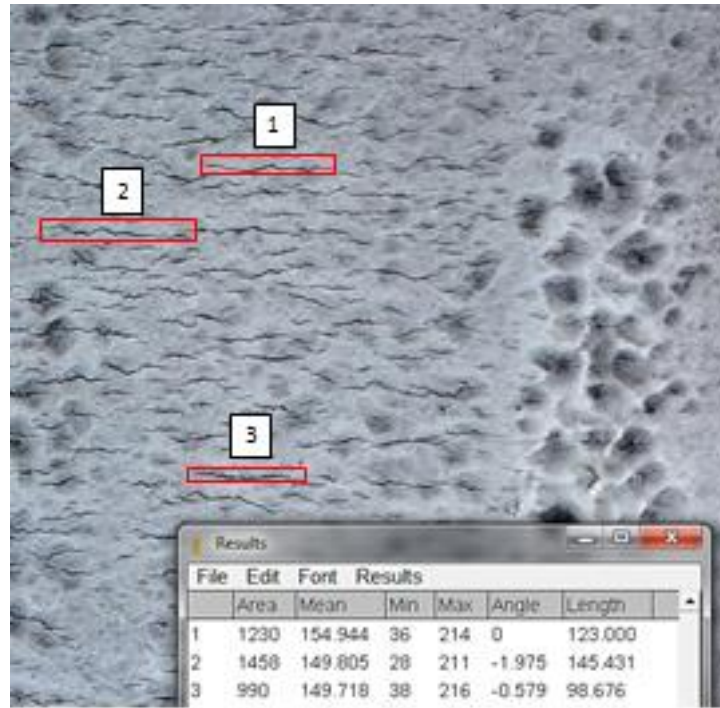 1
2
3
Results
File Edit Font Results
Area Mean Min Max Angle Length
1 1230 154.944 36 214 0 123.000
2 1458 149.805 28 211 -1.975 145.431
3 990 149.718 38 216 -0.579 98.676